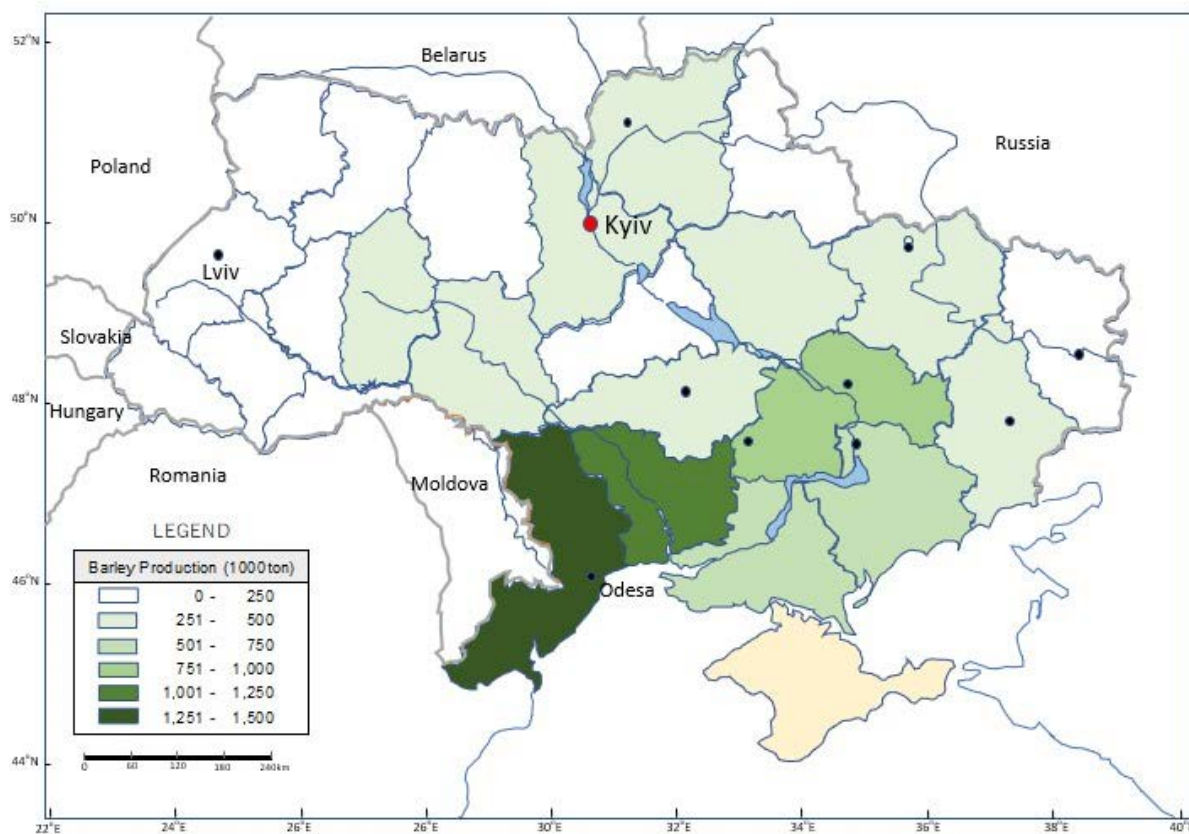 52°N
Belarus
Russia
Poland
50°N
Kyiv
Lviv
Slovakia
48°N
Hungary
Romania
Moldova
LEGEND
Barley Production (1000ton)
0 - 250
251 - 500
501 - 750
751 - 1,000
1,001 - 1,250
1,251 - 1,500
46°N
Odesa
44°N
0 60 120 180 240km
22°E 24°E 26°E 28°E 30°E 32°E 34°E 36°E 38°E 40°E